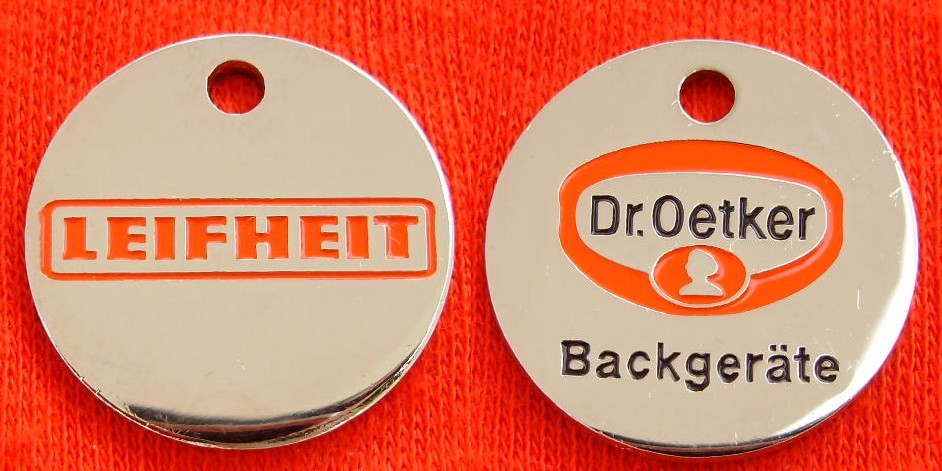 LEIFHEIT
Dr. Oetker
Backgeräte